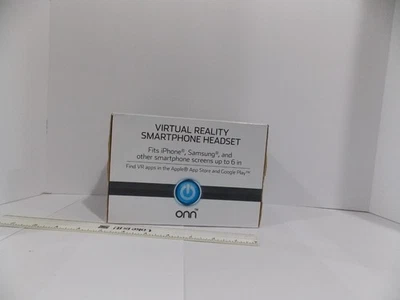 VIRTUAL REALITY
SMARTPHONE HEADSET
Fits iPhone®, Samsung®, and
other smartphone screens up to 6 in
Find VR apps in the Apple® App Store and Google Play™
onn™